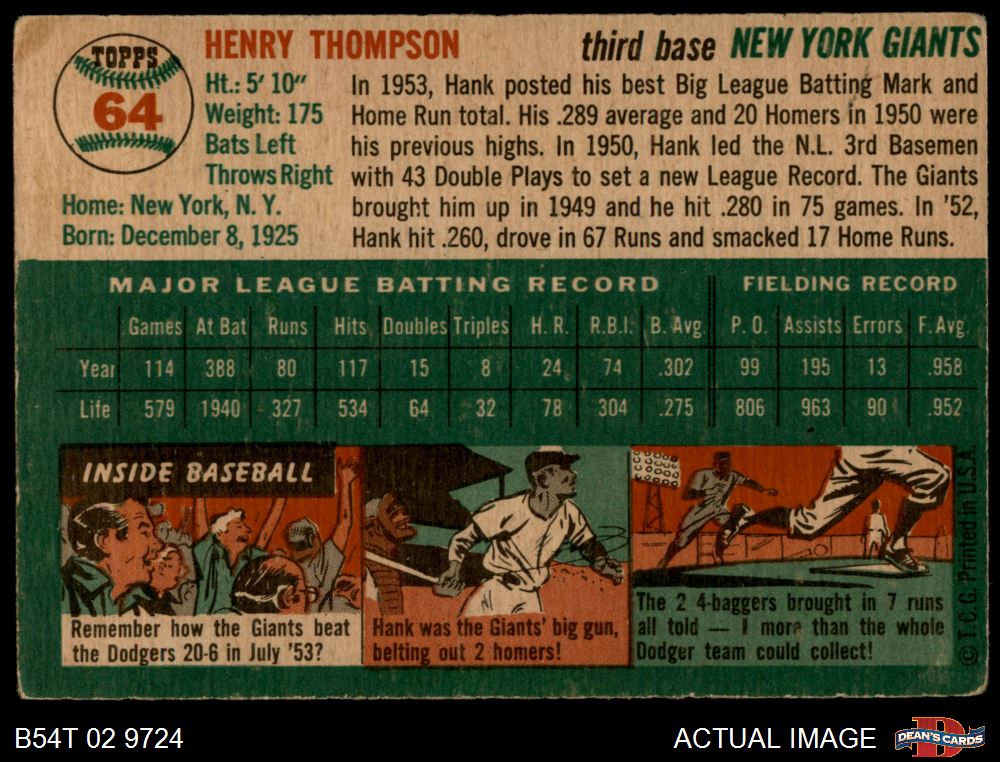 TOPPS
64
HENRY THOMPSON
third base NEW YORK GIANTS
Ht.: 5' 10"
Weight: 175
Bats Left
Throws Right
Home: New York, N. Y.
Born: December 8, 1925
In 1953, Hank posted his best Big League Batting Mark and
Home Run total. His .289 average and 20 Homers in 1950 were
his previous highs. In 1950, Hank led the N.L. 3rd Basemen
with 43 Double Plays to set a new League Record. The Giants
brought him up in 1949 and he hit .280 in 75 games. In '52,
Hank hit .260, drove in 67 Runs and smacked 17 Home Runs.
MAJOR LEAGUE BATTING RECORD FIELDING RECORD
Games At Bat Runs Hits Doubles Triples H. R. R.B.I. B. Avg. P. O. Assists Errors F. Avg.
Year 114 388 80 117 15 8 24 74 .302 99 195 13 .958
Life 579 1940 327 534 64 32 78 304 .275 806 963 90 .952
INSIDE BASEBALL
Remember how the Giants beat
the Dodgers 20-6 in July '53?
Hank was the Giants' big gun,
belting out 2 homers!
The 2 4-baggers brought in 7 runs
all told — 1 more than the whole
Dodger team could collect!
© T. C. G. Printed in U.S.A.
B54T 02 9724
ACTUAL IMAGE
D
DEAN'S CARDS